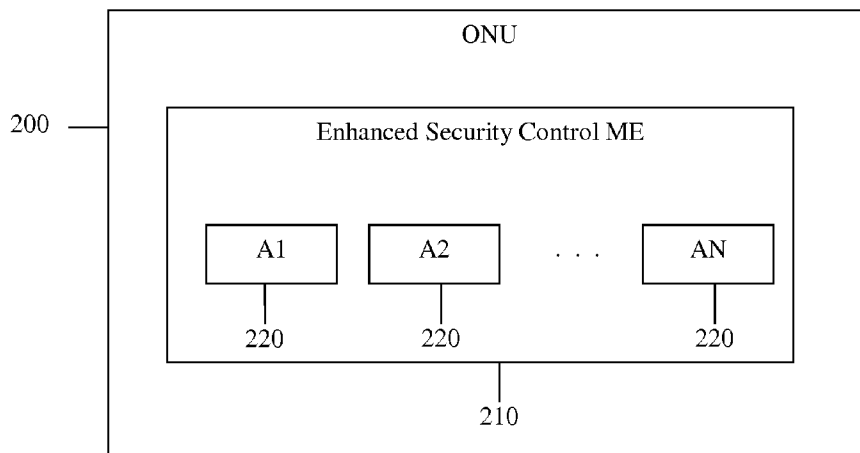 ONU
200
Enhanced Security Control ME
A1 A2 . . . AN
220 220 220
210